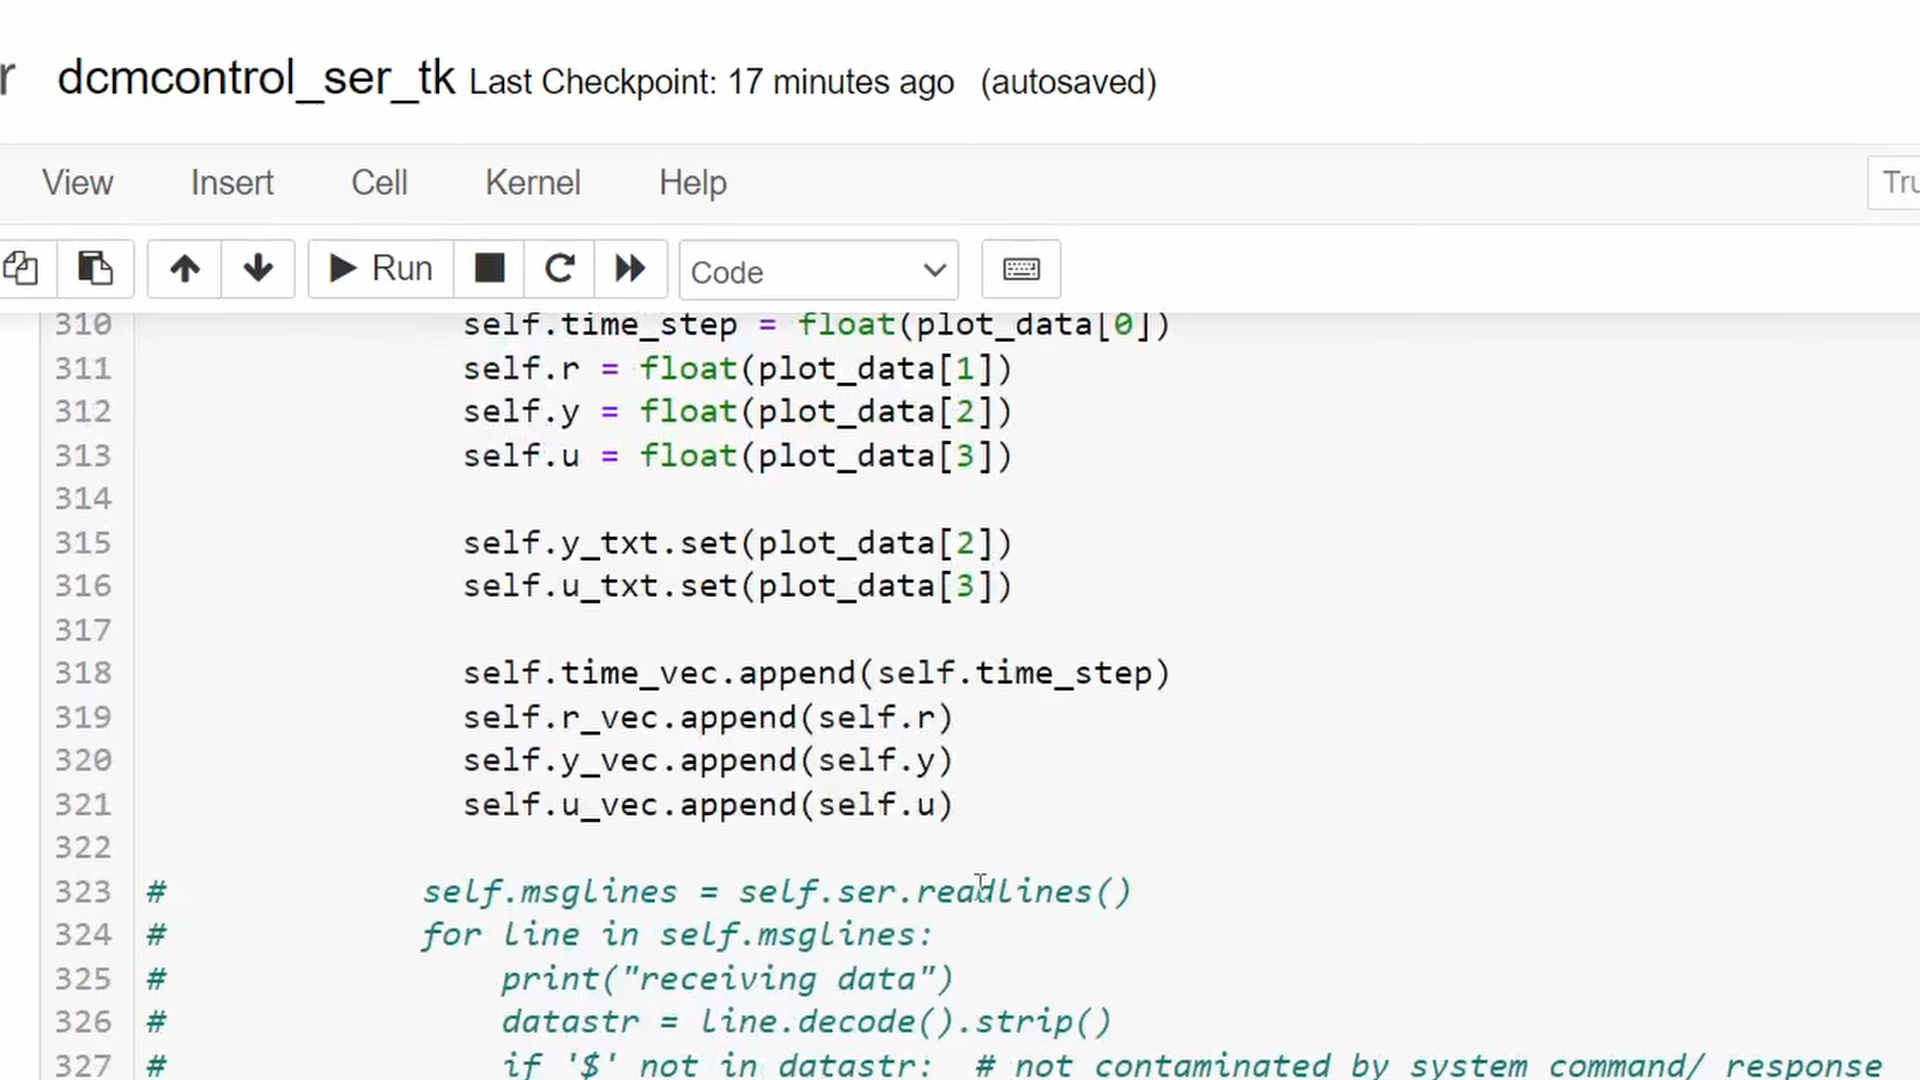 r dcmcontrol_ser_tk Last Checkpoint: 17 minutes ago (autosaved)
View Insert Cell Kernel Help Tru
Run Code
310 self.time_step = float(plot_data[0])
311 self.r = float(plot_data[1])
312 self.y = float(plot_data[2])
313 self.u = float(plot_data[3])
314
315 self.y_txt.set(plot_data[2])
316 self.u_txt.set(plot_data[3])
317
318 self.time_vec.append(self.time_step)
319 self.r_vec.append(self.r)
320 self.y_vec.append(self.y)
321 self.u_vec.append(self.u)
322
323 # self.msglines = self.ser.readlines()
324 # for line in self.msglines:
325 # print("receiving data")
326 # datastr = line.decode().strip()
327 # if '$' not in datastr: # not contaminated by system command/ response